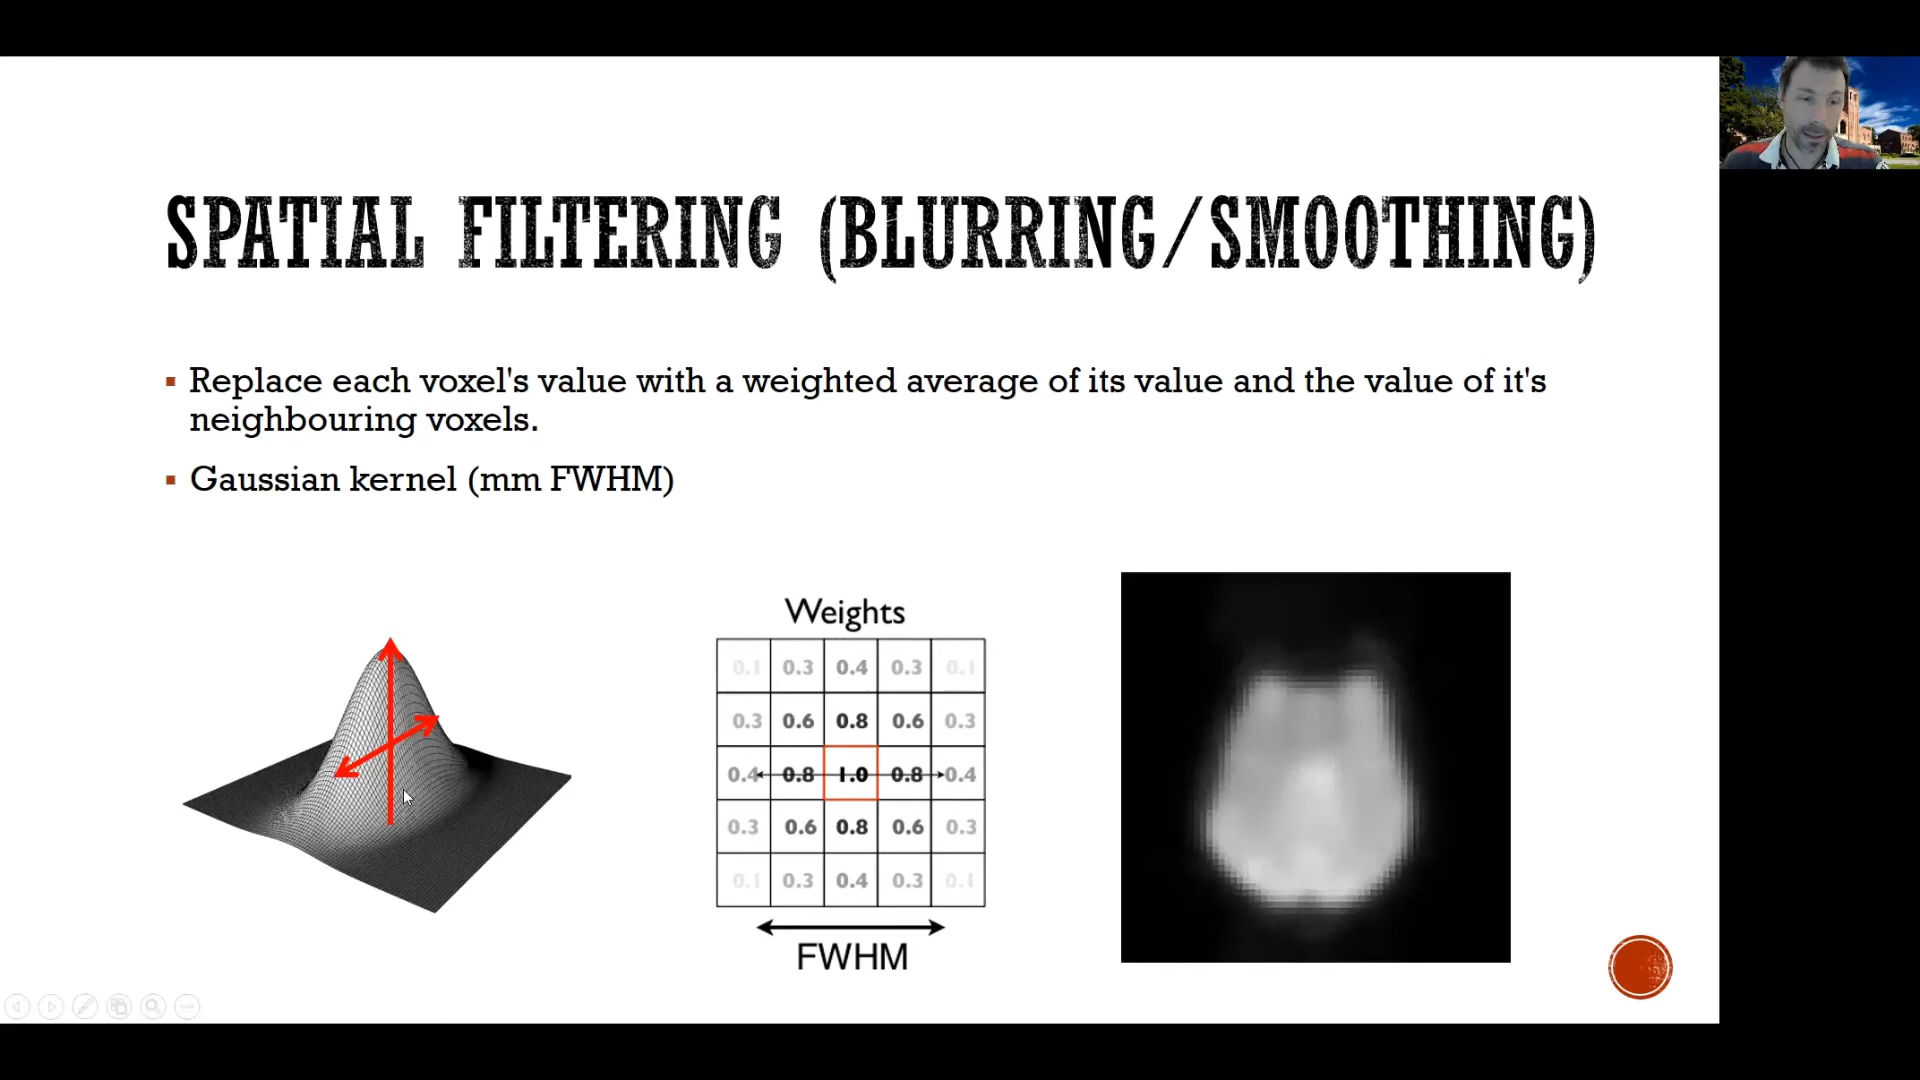 SPATIAL FILTERING (BLURRING/SMOOTHING)
Replace each voxel's value with a weighted average of its value and the value of it's
neighbouring voxels.
Gaussian kernel (mm FWHM)
Weights
0.1 0.3 0.4 0.3 0.1
0.3 0.6 0.8 0.6 0.3
0.4 0.8 1.0 0.8 0.4
0.3 0.6 0.8 0.6 0.3
0.1 0.3 0.4 0.3 0.1
FWHM